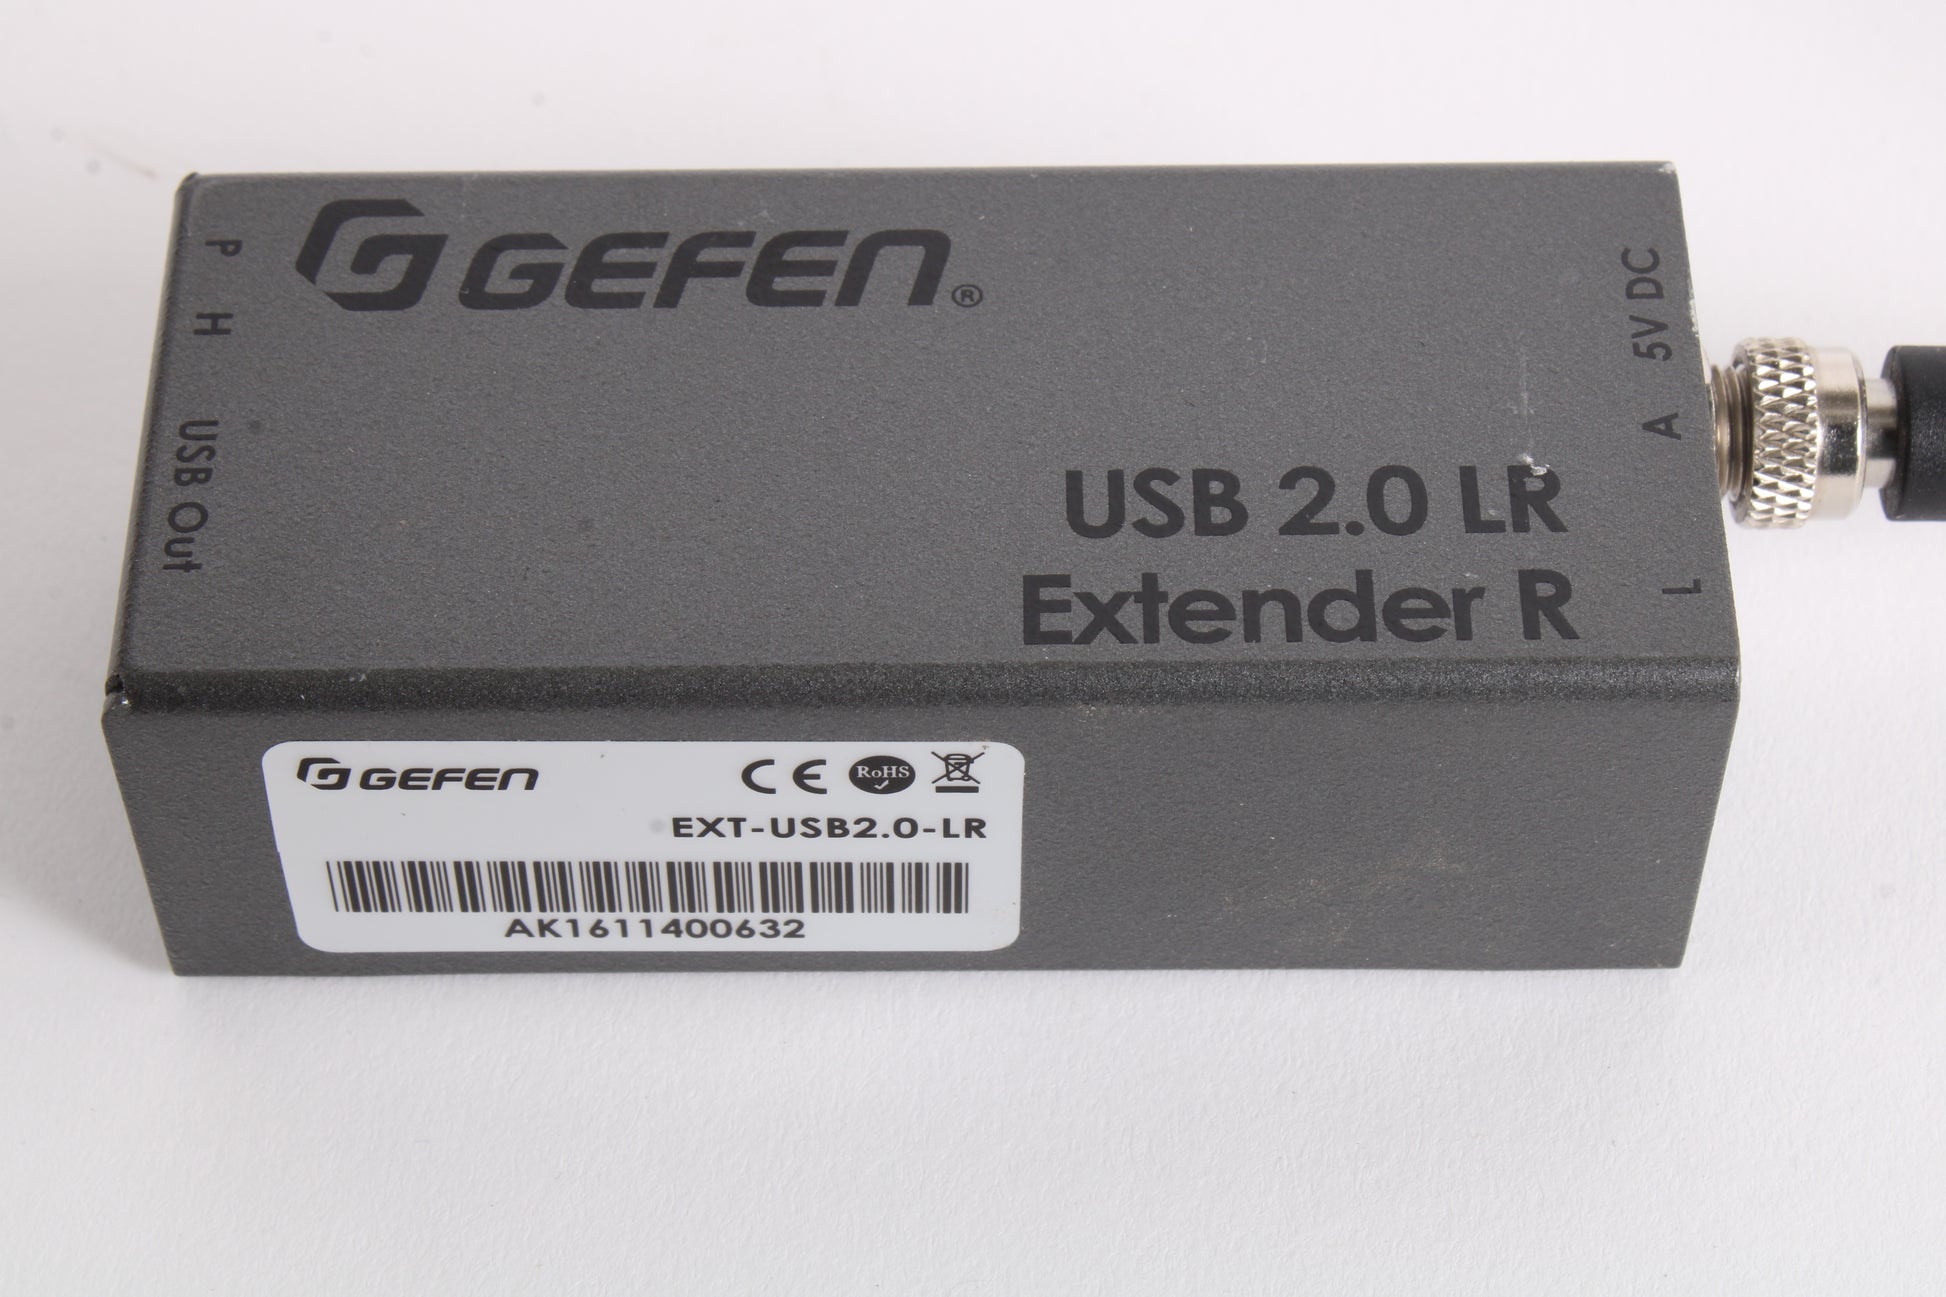 GEFEN®
P
H
USB Out
5V DC
A
L
USB 2.0 LR
Extender R
GEFEN
CE RoHS
EXT-USB2.0-LR
AK1611400632